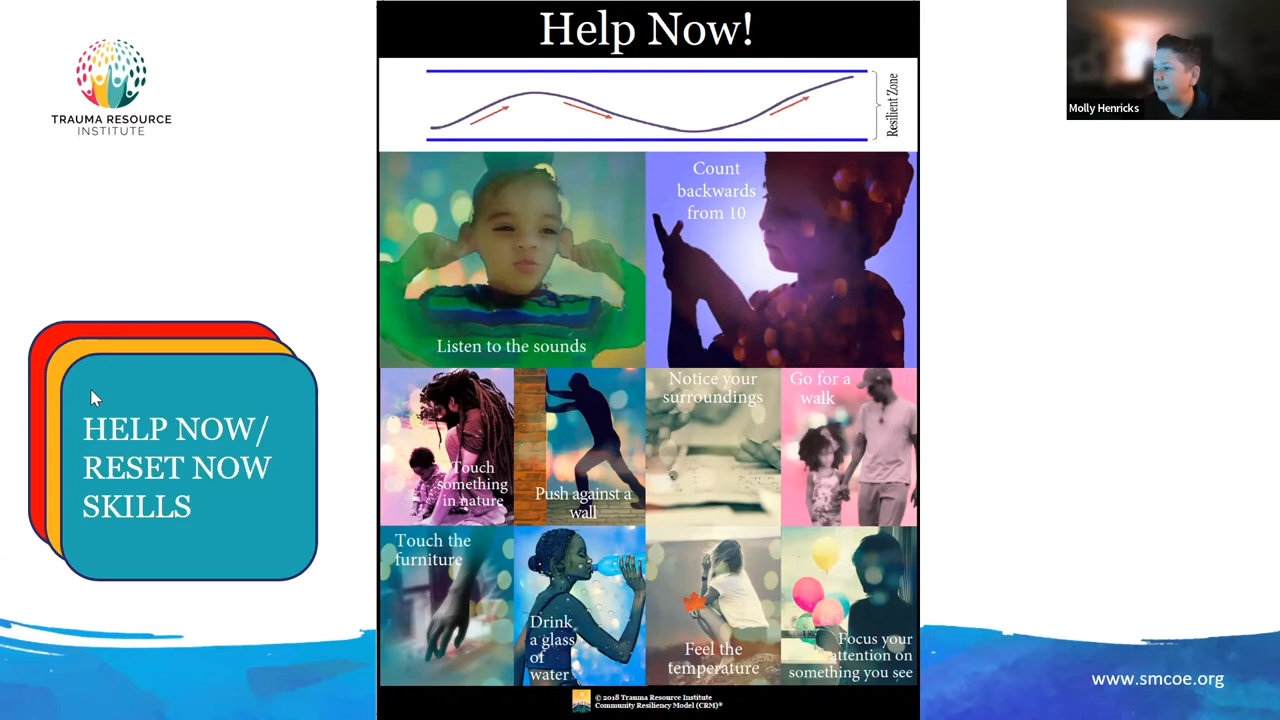 TRAUMA RESOURCE
INSTITUTE
HELP NOW/
RESET NOW
SKILLS
Help Now!
Resilient Zone
Listen to the sounds
Count
backwards
from 10
Touch
something
in nature
Push against a
wall
Notice your
surroundings
Go for a
walk
Touch the
furniture
Drink
a glass
of
water
Feel the
temperature
Focus your
attention on
something you see
© 2018 Trauma Resource Institute
Community Resiliency Model (CRM)®
Molly Henricks
www.smcoe.org